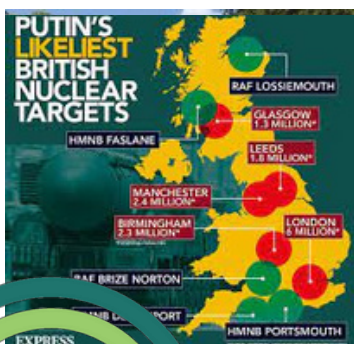 PUTIN'S
LIKELIEST
BRITISH
NUCLEAR
TARGETS
RAF LOSSIEMOUTH
GLASGOW
1.3 MILLION*
HMNB FASLANE
LEEDS
1.8 MILLION*
MANCHESTER
2.4 MILLION*
BIRMINGHAM
2.3 MILLION*
LONDON
6 MILLION*
RAF BRIZE NORTON
PORT
HMNB PORTSMOUTH
EXPRESS